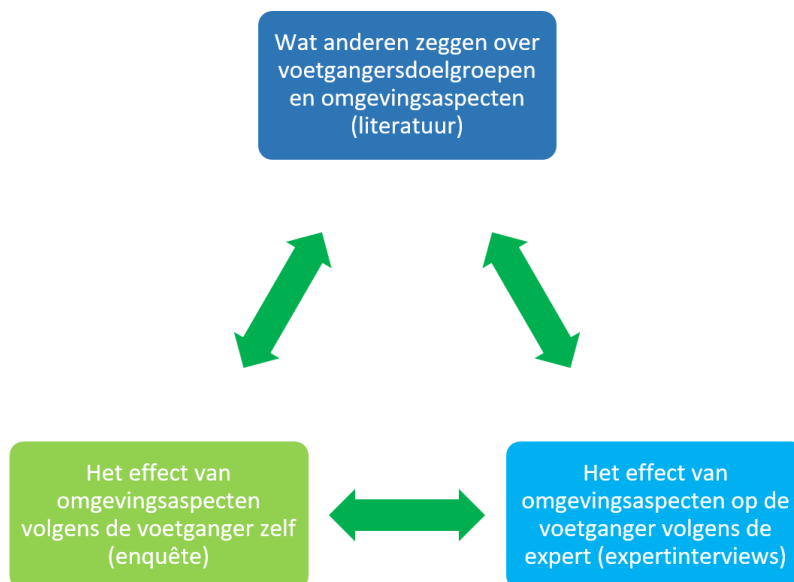 Wat anderen zeggen over
voetgangersdoelgroepen
en omgevingsaspecten
(literatuur)
Het effect van
omgevingsaspecten
volgens de voetganger zelf
(enquête)
Het effect van
omgevingsaspecten op de
voetganger volgens de
expert (expertinterviews)